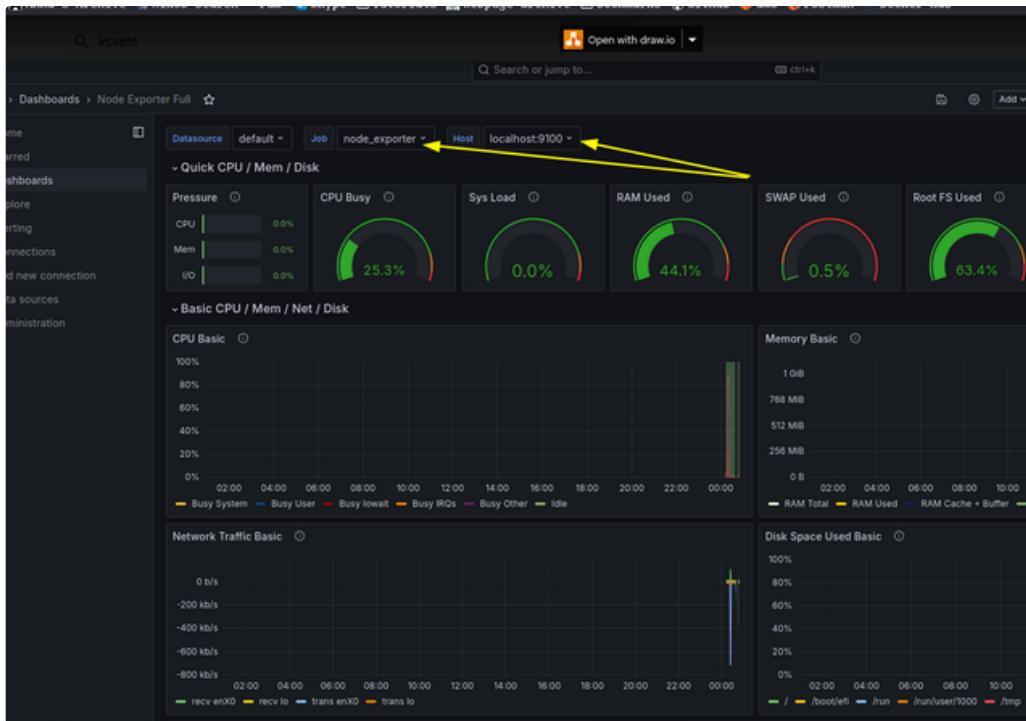 in:sent
Open with draw.io
Search or jump to... ctrl+k
Dashboards › Node Exporter Full
Add
Datasource default Job node_exporter Host localhost:9100
Quick CPU / Mem / Disk
Pressure CPU Busy Sys Load RAM Used SWAP Used Root FS Used
CPU 0.0%
Mem 0.0%
I/O 0.0%
25.3% 0.0% 44.1% 0.5% 63.4%
Dashboards
Basic CPU / Mem / Net / Disk
CPU Basic
100%
80%
60%
40%
20%
0%
02:00 04:00 06:00 08:00 10:00 12:00 14:00 16:00 18:00 20:00 22:00 00:00
Busy System Busy User Busy Iowait Busy IRQs Busy Other Idle
Memory Basic
1 GiB
768 MiB
512 MiB
256 MiB
0 B
02:00 04:00 06:00 08:00 10:00
RAM Total RAM Used RAM Cache + Buffer
Network Traffic Basic
0 b/s
-200 kb/s
-400 kb/s
-600 kb/s
-800 kb/s
02:00 04:00 06:00 08:00 10:00 12:00 14:00 16:00 18:00 20:00 22:00 00:00
recv enX0 recv lo trans enX0 trans lo
Disk Space Used Basic
100%
80%
60%
40%
20%
0%
02:00 04:00 06:00 08:00 10:00
/ /boot/efi /run /run/user/1000 /tmp